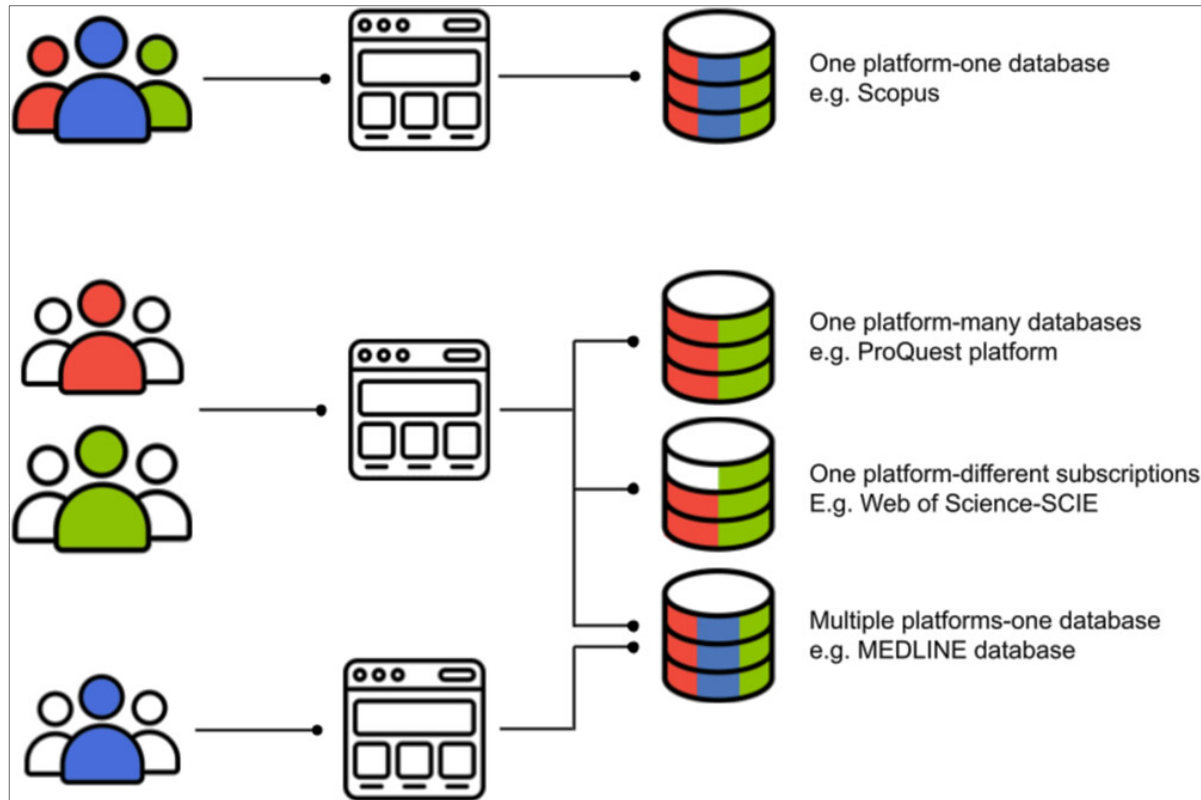 One platform-one database
e.g. Scopus
One platform-many databases
e.g. ProQuest platform
One platform-different subscriptions
E.g. Web of Science-SCIE
Multiple platforms-one database
e.g. MEDLINE database